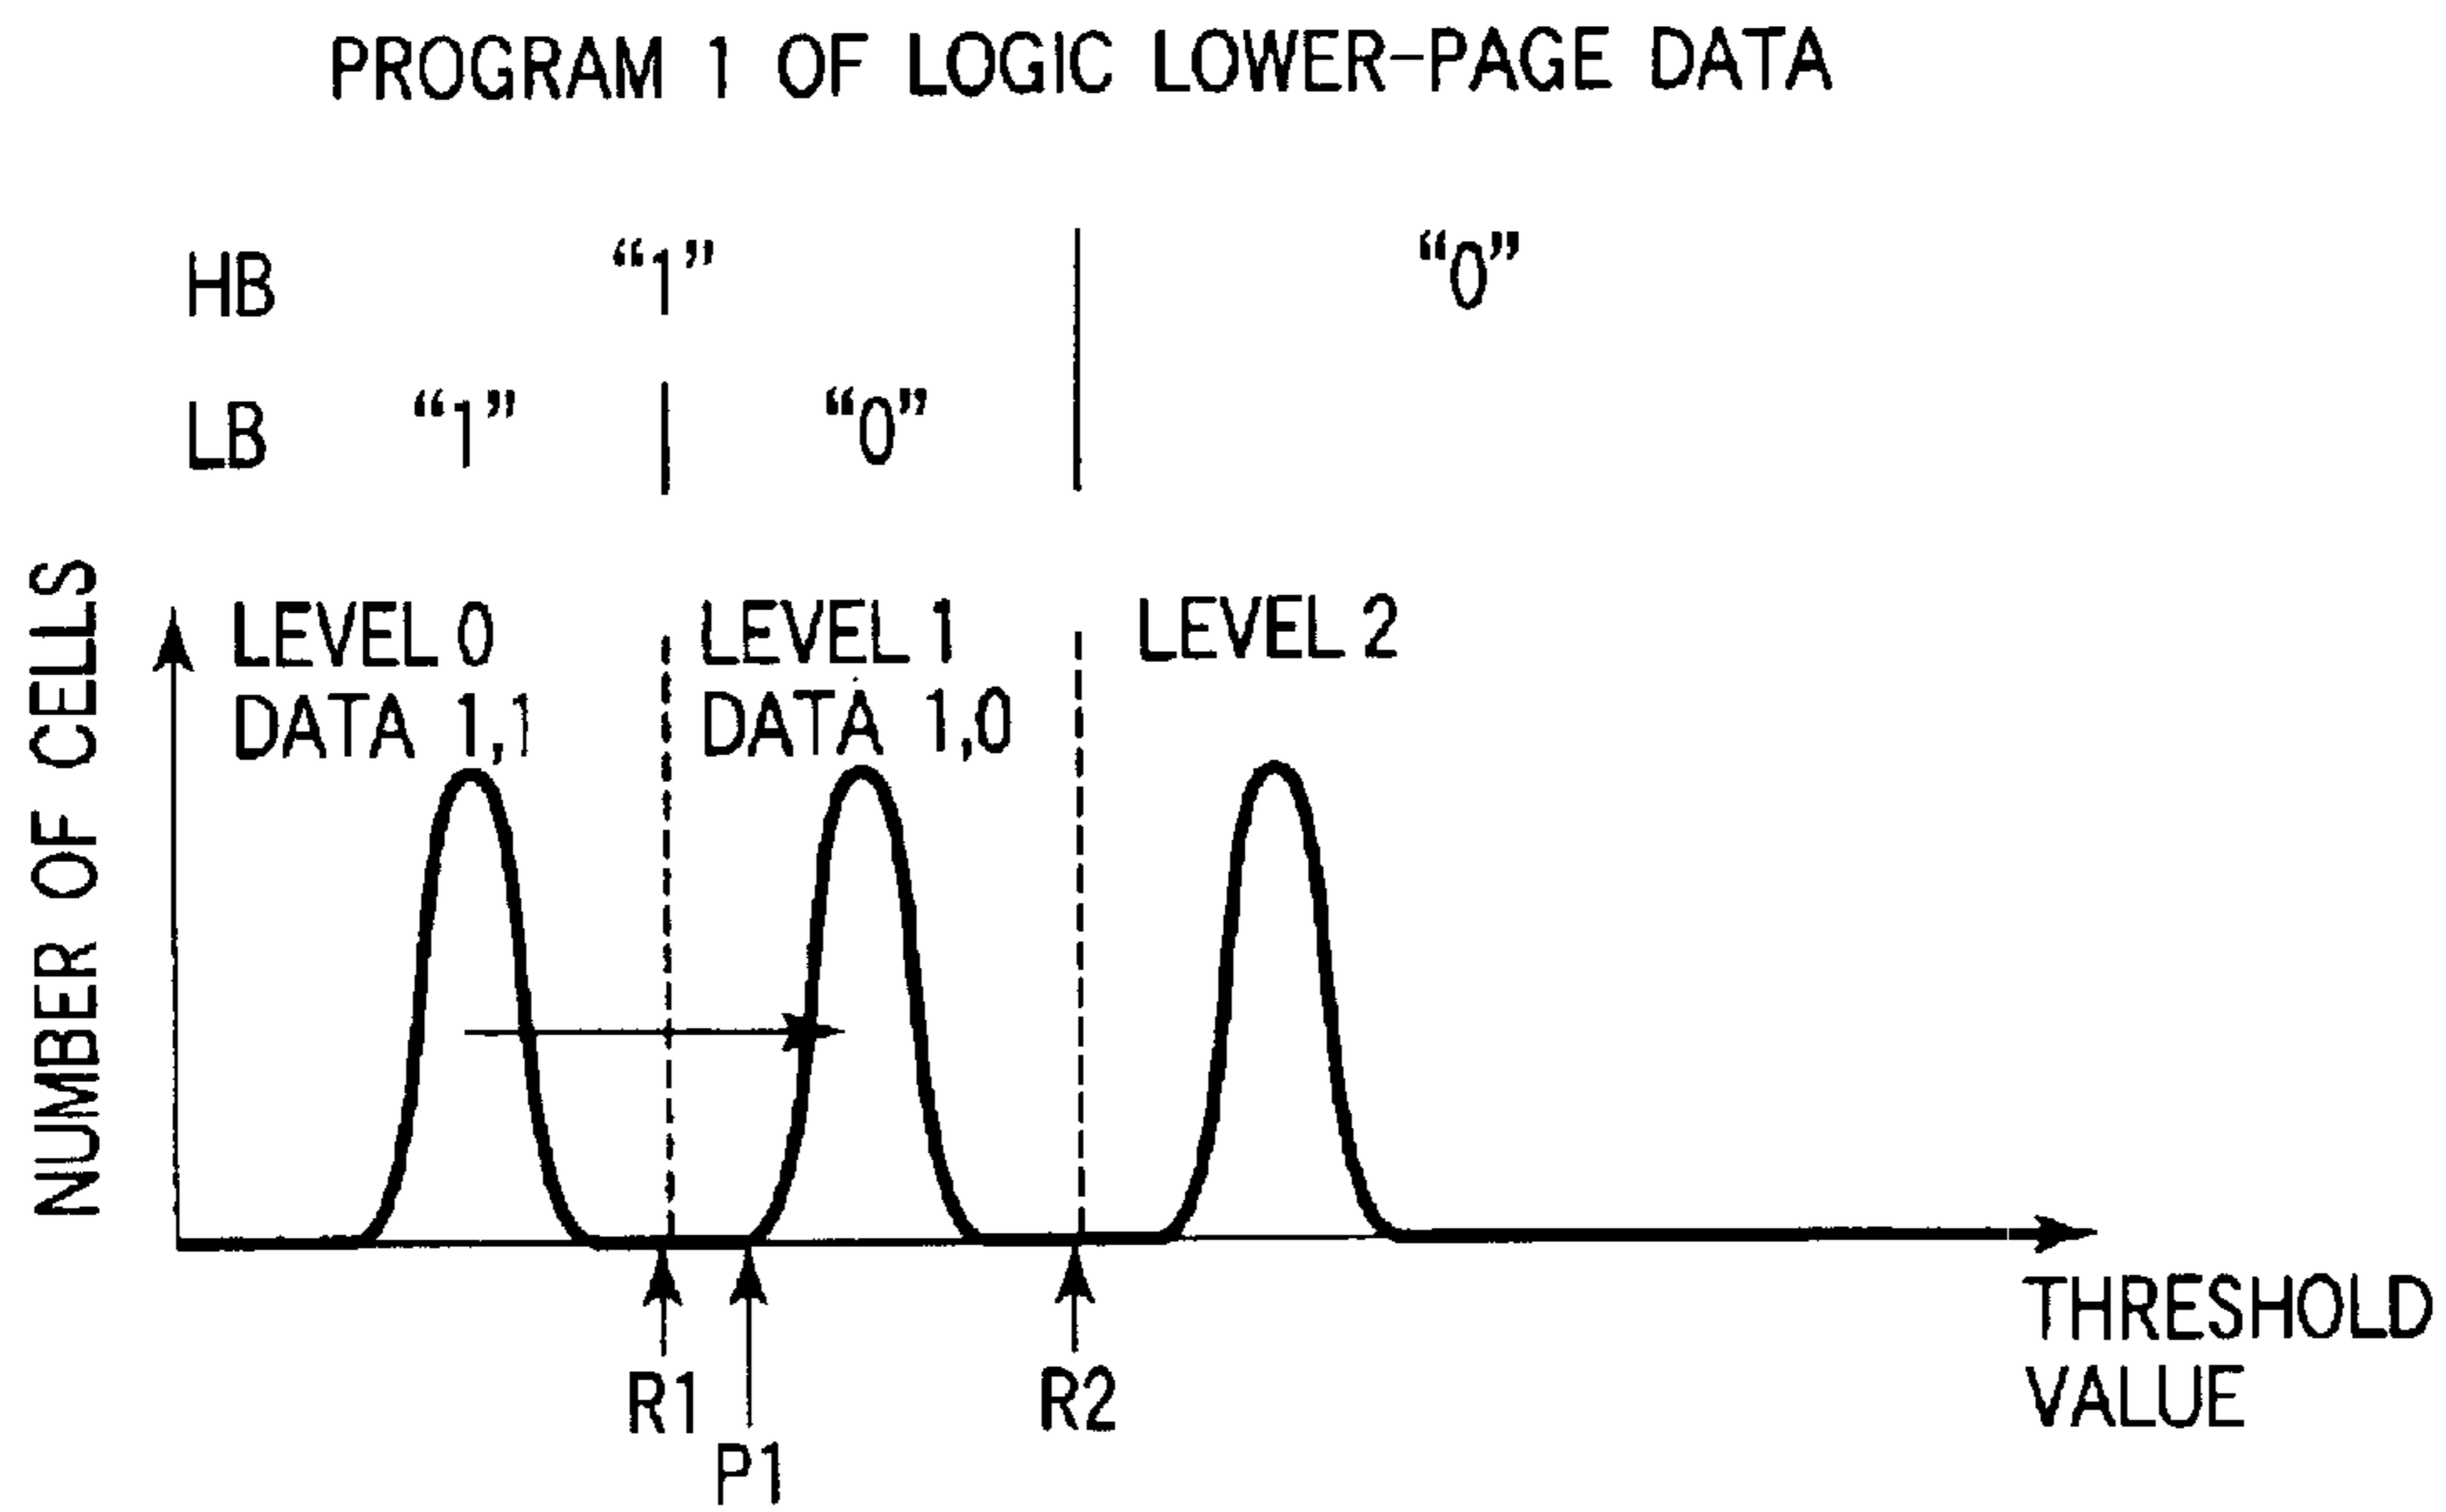 PROGRAM 1 OF LOGIC LOWER-PAGE DATA
HB “1” “0”
LB “1” “0”
NUMBER OF CELLS
LEVEL 0 LEVEL 1 LEVEL 2
DATA 1,1 DATA 1,0
R1 R2
P1
THRESHOLD
VALUE